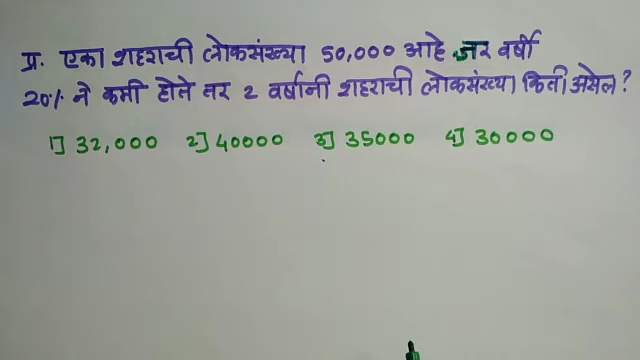 प्र. एका शहराची लोकसंख्या 50,000 आहे जर वर्षी
20% ने कमी होते तर 2 वर्षांनी शहराची लोकसंख्या किती असेल ?
1] 32,000 2] 40000 3] 35000 4] 30000